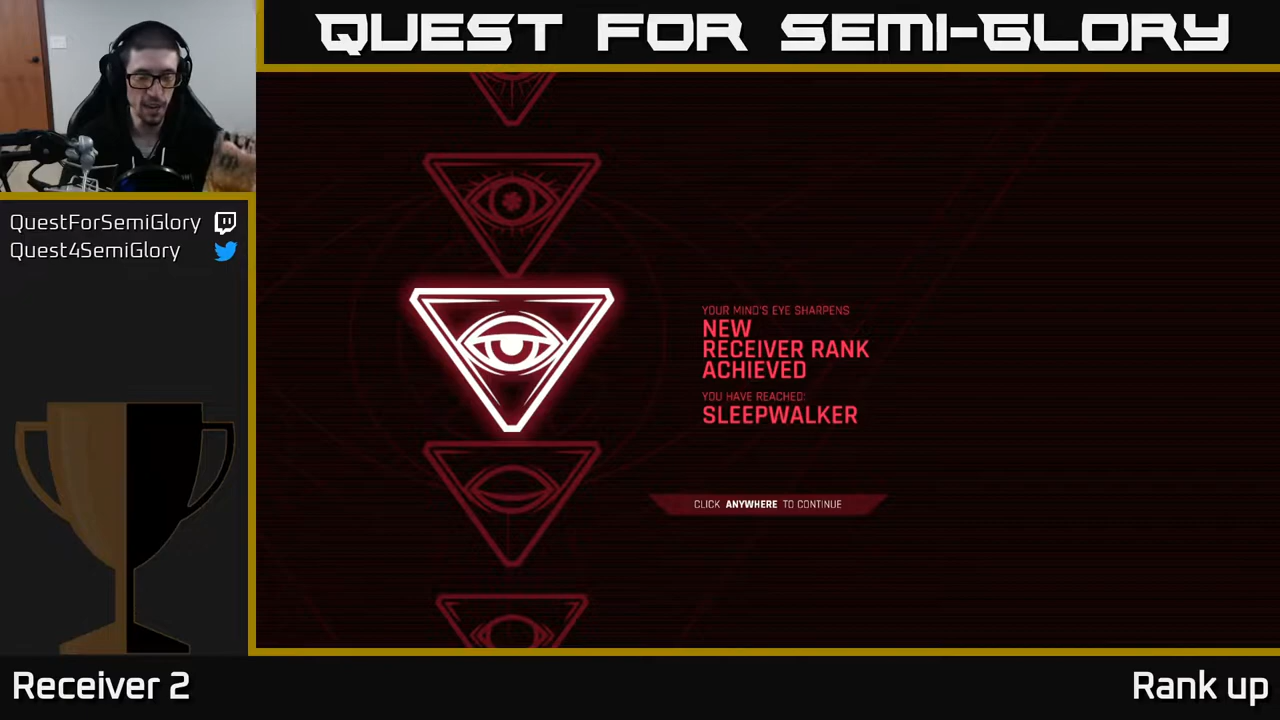 QUEST FOR SEMI-GLORY
QuestForSemiGlory
Quest4SemiGlory
YOUR MIND'S EYE SHARPENS
NEW
RECEIVER RANK
ACHIEVED
YOU HAVE REACHED:
SLEEPWALKER
CLICK ANYWHERE TO CONTINUE
Receiver 2
Rank up